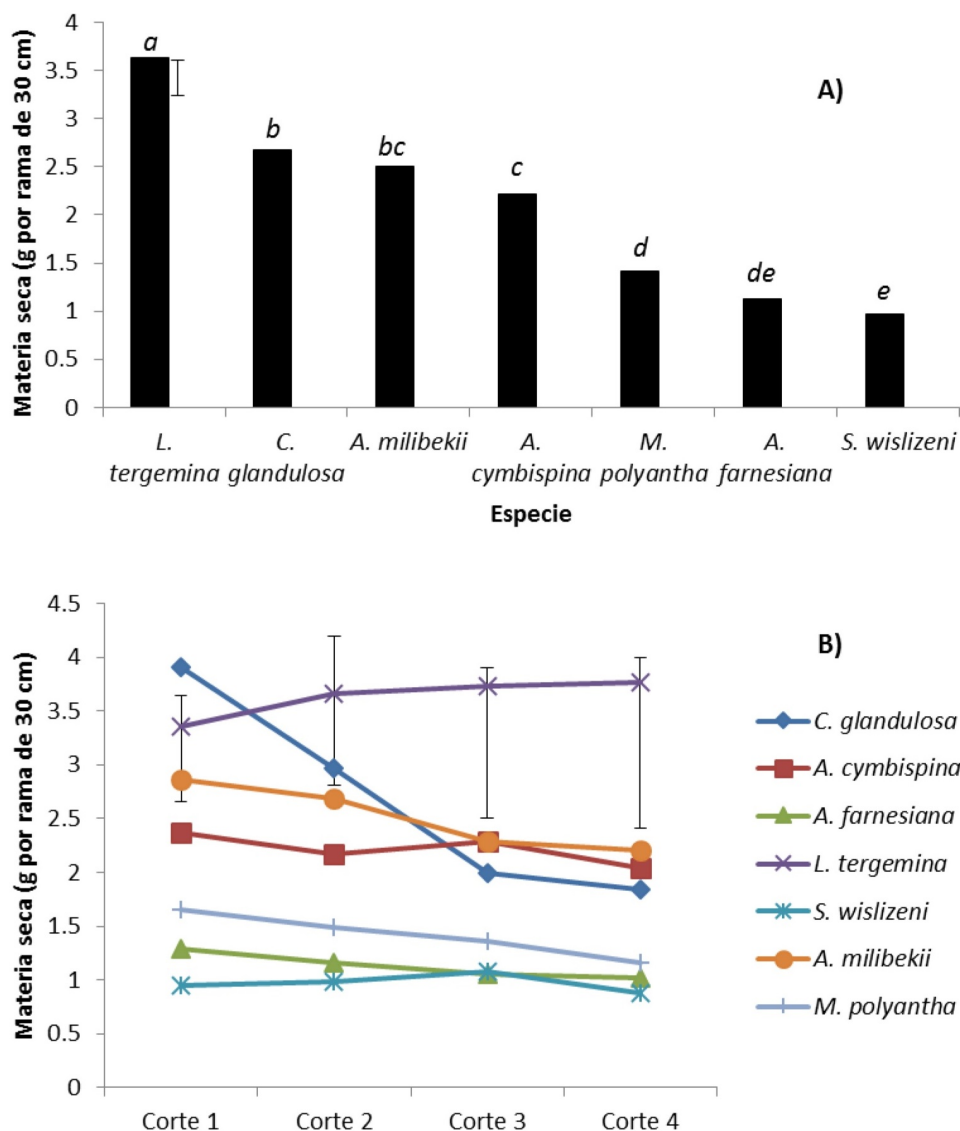 4
3.5
3
2.5
2
1.5
1
0.5
0
Materia seca (g por rama de 30 cm)
a
b
bc
c
d
de
e
A)
L. tergemina
C. glandulosa
A. milibekii
A. cymbispina
M. polyantha
A. farnesiana
S. wislizeni
Especie
4.5
4
3.5
3
2.5
2
1.5
1
0.5
0
Materia seca (g por rama de 30 cm)
B)
C. glandulosa
A. cymbispina
A. farnesiana
L. tergemina
S. wislizeni
A. milibekii
M. polyantha
Corte 1
Corte 2
Corte 3
Corte 4